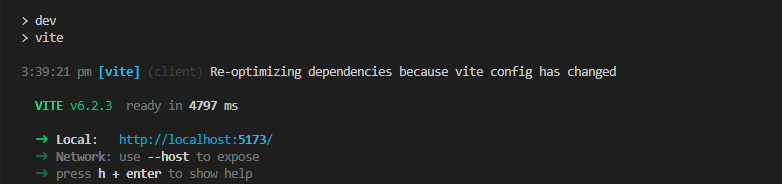 > dev
> vite
3:39:21 pm [vite] (client) Re-optimizing dependencies because vite config has changed
VITE v6.2.3 ready in 4797 ms
➜ Local: http://localhost:5173/
➜ Network: use --host to expose
➜ press h + enter to show help